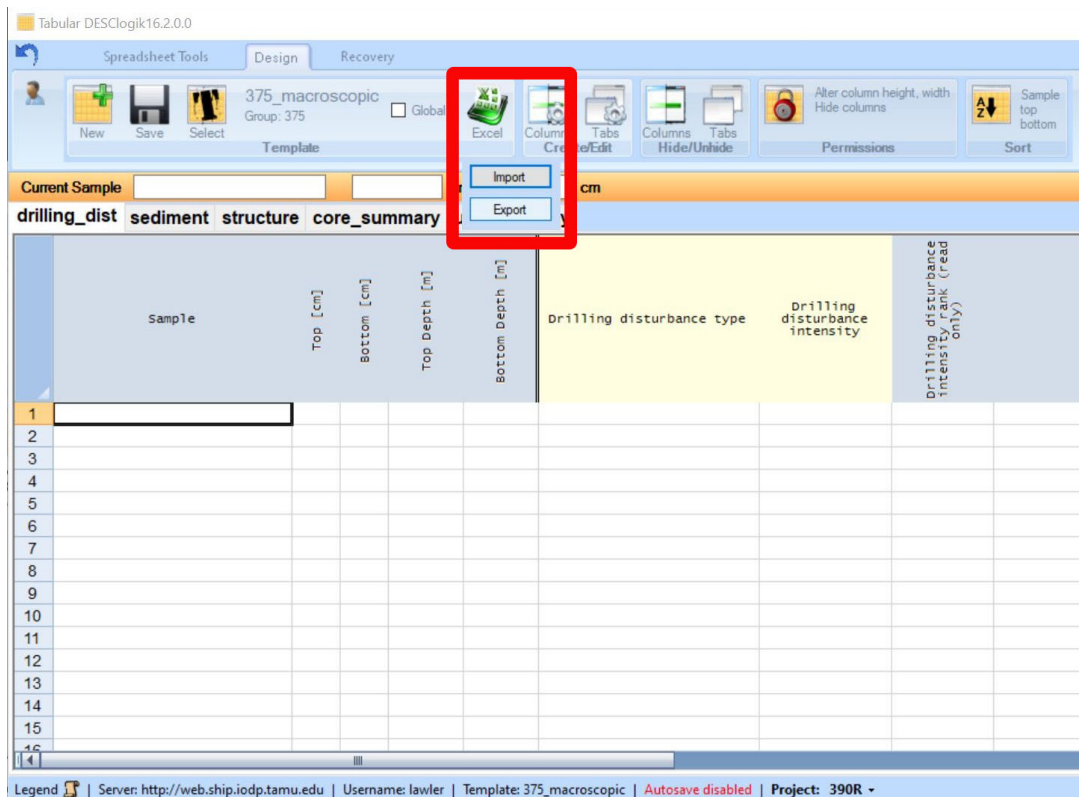 Tabular DESClogik16.2.0.0
Spreadsheet Tools Design Recovery
375_macroscopic
Group: 375
Global
New Save Select
Template
Excel
Import
Export
Columns Tabs
Create/Edit
Columns Tabs
Hide/Unhide
Alter column height, width
Hide columns
Permissions
Sample
top
bottom
Sort
Current Sample
cm
drilling_dist sediment structure core_summary
Sample
Top [cm]
Bottom [cm]
Top Depth [m]
Bottom Depth [m]
Drilling disturbance type
Drilling
disturbance
intensity
Drilling disturbance
intensity rank (read
only)
1
2
3
4
5
6
7
8
9
10
11
12
13
14
15
16
Legend | Server: http://web.ship.iodp.tamu.edu | Username: lawler | Template: 375_macroscopic | Autosave disabled | Project: 390R